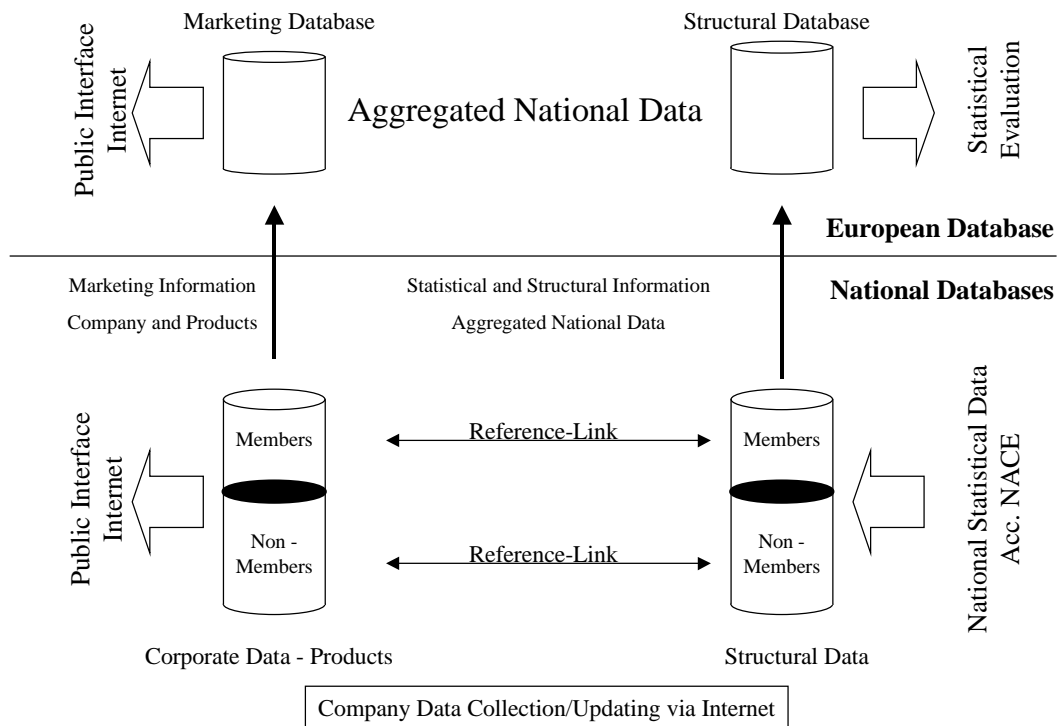 Marketing Database
Structural Database
Public Interface
Internet
Aggregated National Data
Statistical
Evaluation
European Database
Marketing Information
Company and Products
Statistical and Structural Information
Aggregated National Data
National Databases
Public Interface
Internet
Members
Non -
Members
Reference-Link
Reference-Link
Members
Non -
Members
National Statistical Data
Acc. NACE
Corporate Data - Products
Structural Data
Company Data Collection/Updating via Internet